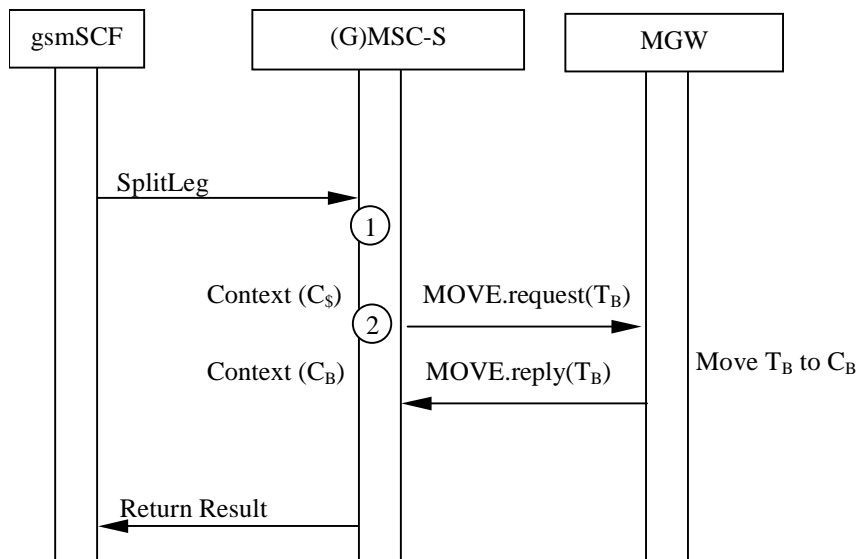 gsmSCF
(G)MSC-S
MGW
SplitLeg
1
Context (C$)
2
MOVE.request(TB)
Context (CB)
MOVE.reply(TB)
Move TB to CB
Return Result